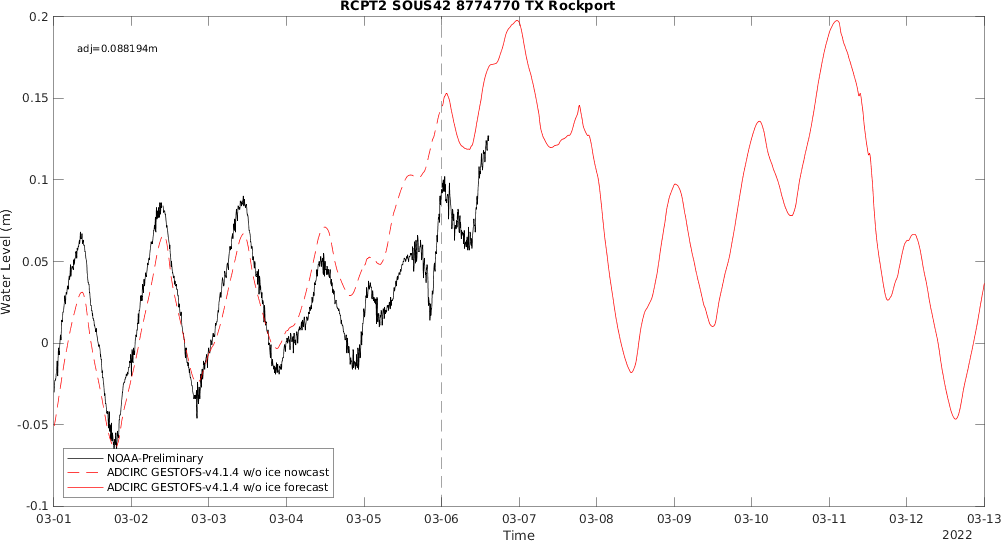 RCPT2 SOUS42 8774770 TX Rockport
adj=0.088194m
Water Level (m)
0.2
0.15
0.1
0.05
0
-0.05
-0.1
NOAA-Preliminary
ADCIRC GESTOFS-v4.1.4 w/o ice nowcast
ADCIRC GESTOFS-v4.1.4 w/o ice forecast
03-01 03-02 03-03 03-04 03-05 03-06 03-07 03-08 03-09 03-10 03-11 03-12 03-13
Time
2022